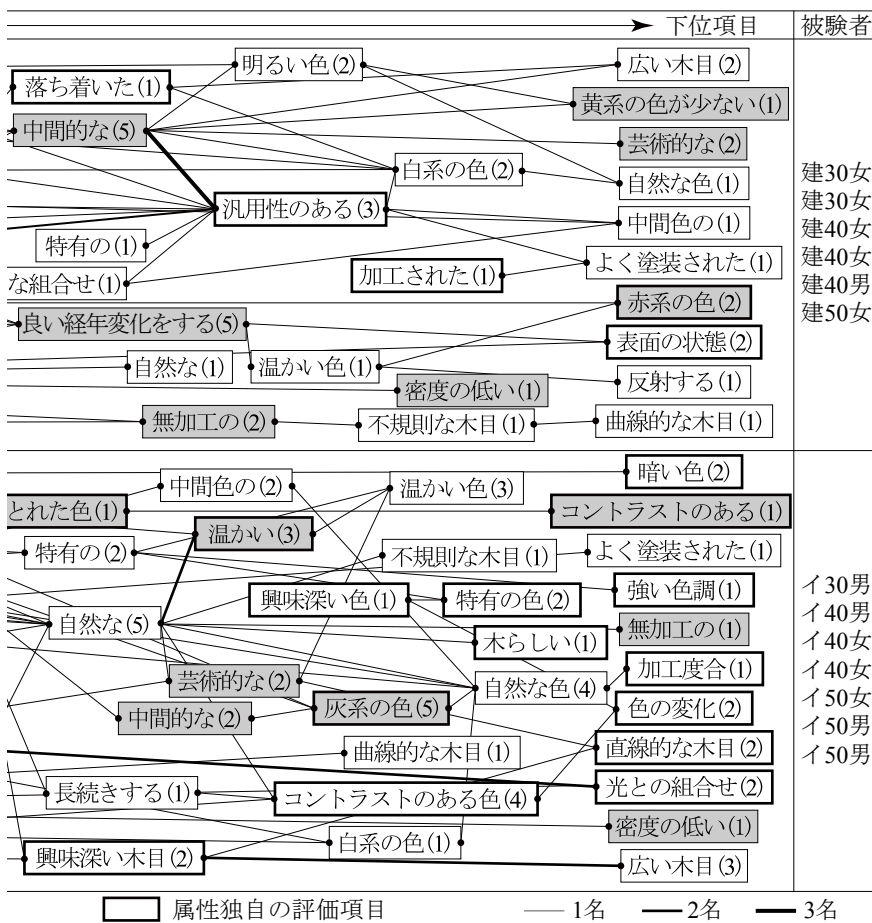 下位項目
被験者
明るい色(2)
広い木目(2)
落ち着いた(1)
黄系の色が少ない(1)
中間的な(5)
芸術的な(2)
白系の色(2)
自然な色(1)
汎用性のある(3)
中間色の(1)
特有の(1)
よく塗装された(1)
加工された(1)
な組合せ(1)
赤系の色(2)
良い経年変化をする(5)
表面の状態(2)
自然な(1)
温かい色(1)
反射する(1)
密度の低い(1)
無加工の(2)
不規則な木目(1)
曲線的な木目(1)
建30女
建30女
建40女
建40女
建40男
建50女
暗い色(2)
中間色の(2)
温かい色(3)
とれた色(1)
コントラストのある(1)
温かい(3)
特有の(2)
不規則な木目(1)
よく塗装された(1)
強い色調(1)
興味深い色(1)
特有の色(2)
自然な(5)
無加工の(1)
木らしい(1)
加工度合(1)
芸術的な(2)
自然な色(4)
灰系の色(5)
色の変化(2)
中間的な(2)
直線的な木目(2)
曲線的な木目(1)
光との組合せ(2)
長続きする(1)
コントラストのある色(4)
密度の低い(1)
白系の色(1)
興味深い木目(2)
広い木目(3)
イ30男
イ40男
イ40女
イ40女
イ50女
イ50男
イ50男
属性独自の評価項目
1名
2名
3名